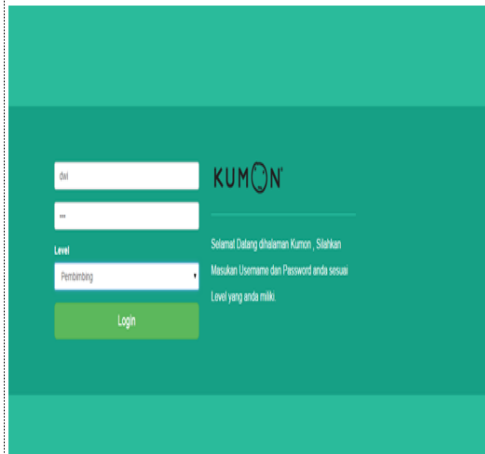 dwi
Level
Pembimbing
Login
KUMON
Selamat Datang dihalaman Kumon , Silahkan
Masukan Username dan Password anda sesuai
Level yang anda miliki.